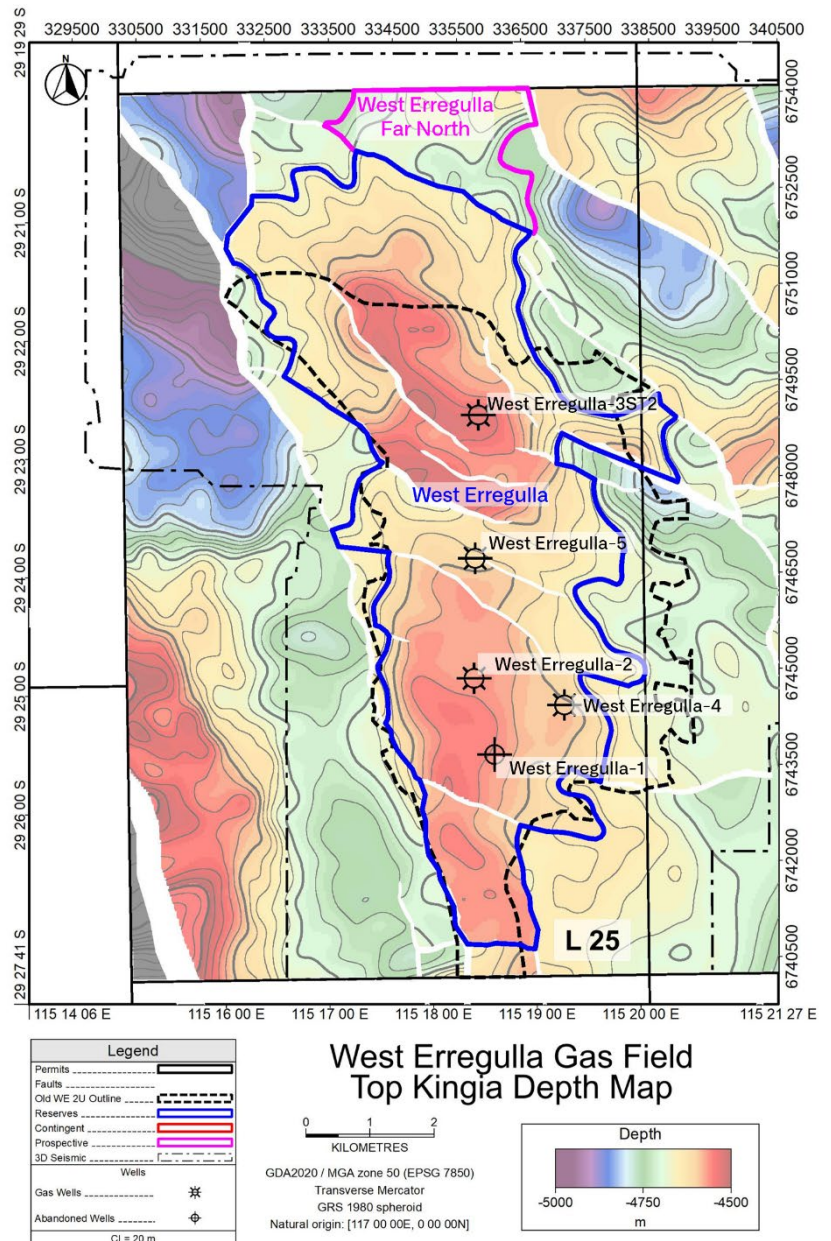 329500 330500 331500 332500 333500 334500 335500 336500 337500 338500 339500 340500
29 19 29 S
29 21 00 S
29 22 00 S
29 23 00 S
29 24 00 S
29 25 00 S
29 26 00 S
29 27 41 S
N
West Erregulla
Far North
West Erregulla-3ST2
West Erregulla
West Erregulla-5
West Erregulla-2
West Erregulla-4
West Erregulla-1
L 25
6754000
6752500
6751000
6749500
6748000
6746500
6745000
6743500
6742000
6740500
115 14 06 E 115 16 00 E 115 17 00 E 115 18 00 E 115 19 00 E 115 20 00 E 115 21 27 E
Legend
Permits
Faults
Old WE 2U Outline
Reserves
Contingent
Prospective
3D Seismic
Wells
Gas Wells
Abandoned Wells
CI = 20 m
West Erregulla Gas Field
Top Kingia Depth Map
0 1 2
KILOMETRES
GDA2020 / MGA zone 50 (EPSG 7850)
Transverse Mercator
GRS 1980 spheroid
Natural origin: [117 00 00E, 0 00 00N]
Depth
-5000 -4750 -4500
m